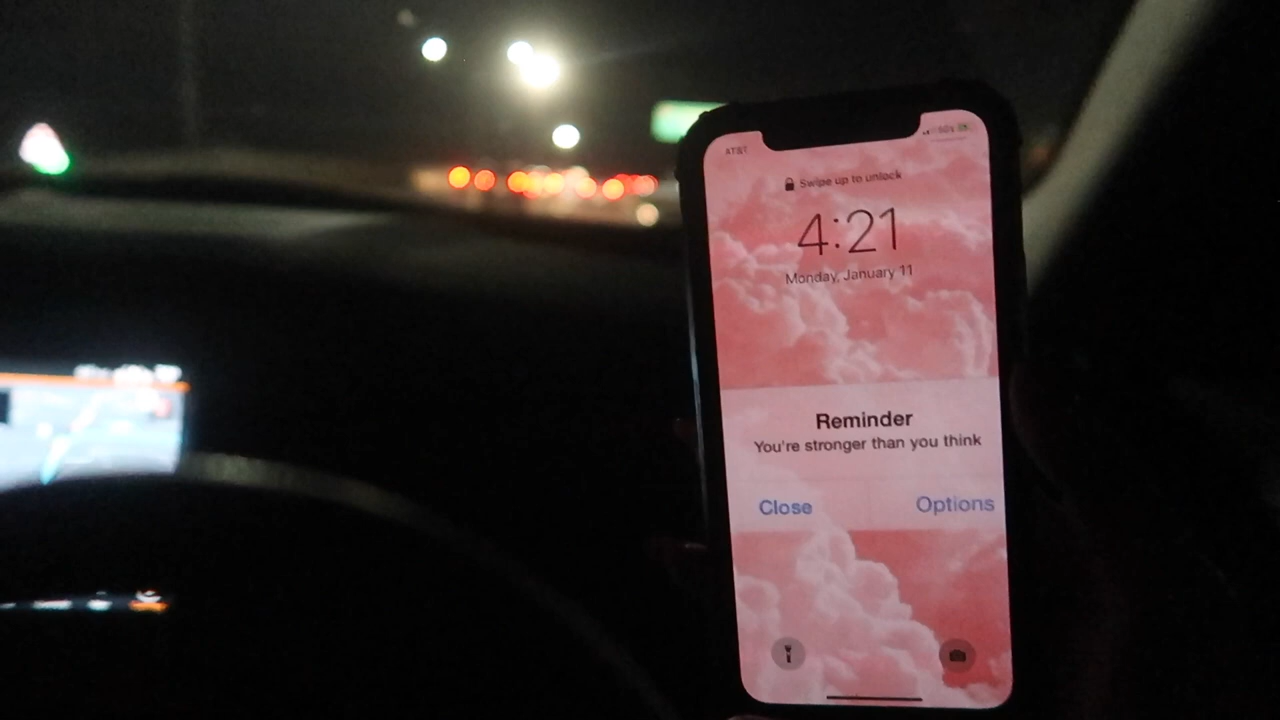 AT&T
Swipe up to unlock
4:21
Monday, January 11
Reminder
You're stronger than you think
Close Options